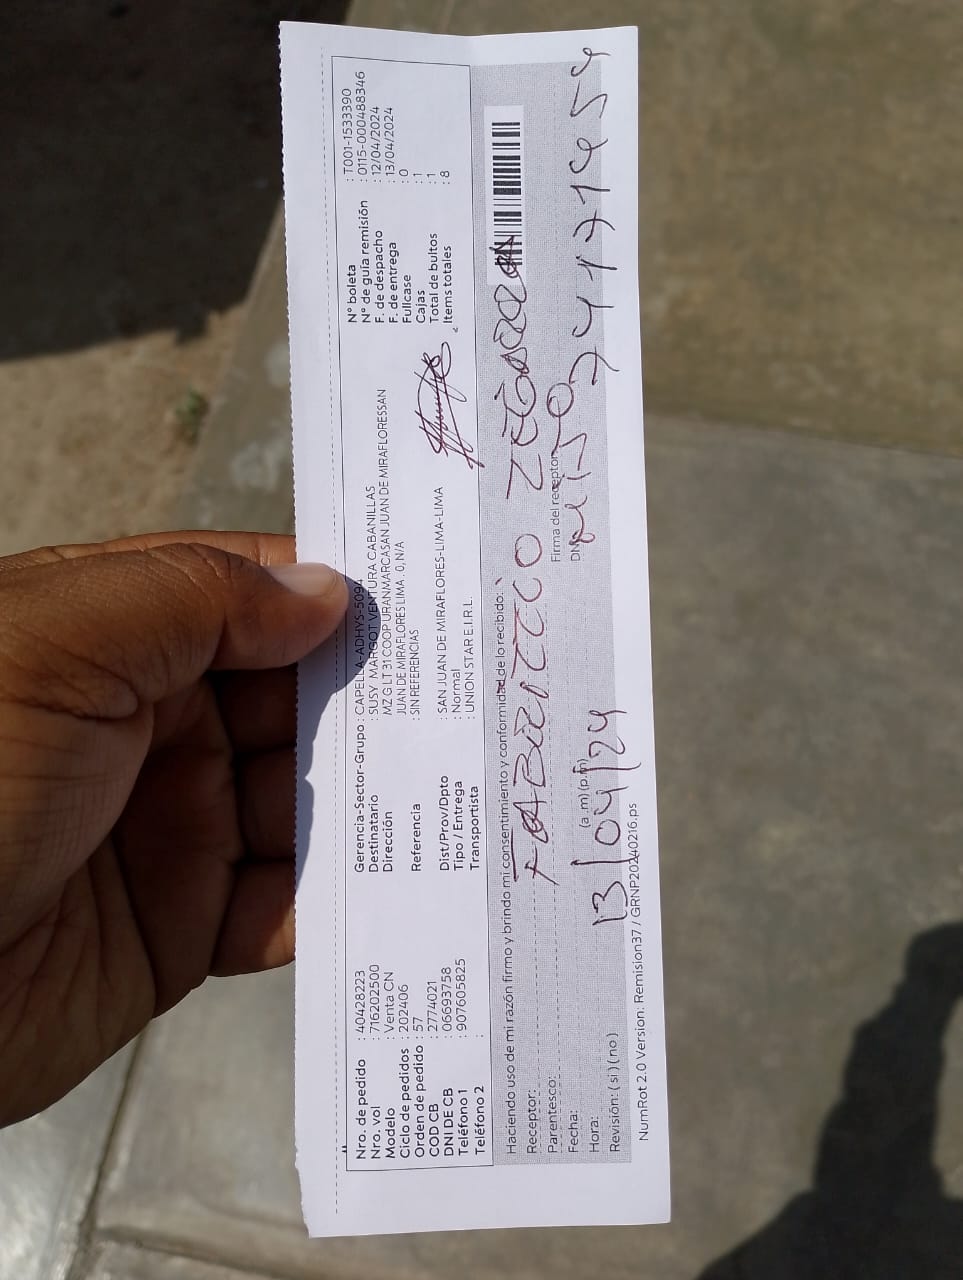 Nro. de pedido : 40428223
Nro. vol : 716202500
Modelo : Venta CN
Ciclo de pedidos : 202406
Orden de pedido : 57
COD CB : 2774021
DNI DE CB : 06693758
Teléfono 1 : 907605825
Teléfono 2 :
Gerencia-Sector-Grupo : CAPELLA-ADHYS-5094
Destinatario : SUSY MARGOT VENTURA CABANILLAS
Dirección MZ G LT 31 COOP URANMARCASAN JUAN DE MIRAFLORESSAN
JUAN DE MIRAFLORES LIMA . 0, N/A
Referencia : SIN REFERENCIAS
Dist/Prov/Dpto : SAN JUAN DE MIRAFLORES-LIMA-LIMA
Tipo / Entrega : Normal
Transportista : UNION STAR E.I.R.L.
N° boleta : T001-1533390
N° de guía remisión : 0115-000488346
F. de despacho : 12/04/2024
F. de entrega : 13/04/2024
Fullcase : 0
Cajas : 1
Total de bultos : 1
Items totales : 8
Haciendo uso de mi razón firmo y brindo mi consentimiento y conformidad de lo recibido:
Receptor: FABRITCIO
Parentesco:
Firma del receptor:
Fecha: 13/04/24
DNI:
Hora: (a.m) (p.m)
Revisión: ( si ) ( no )
NumRot 2.0 Version: Remision37 / GRNP20240216.ps